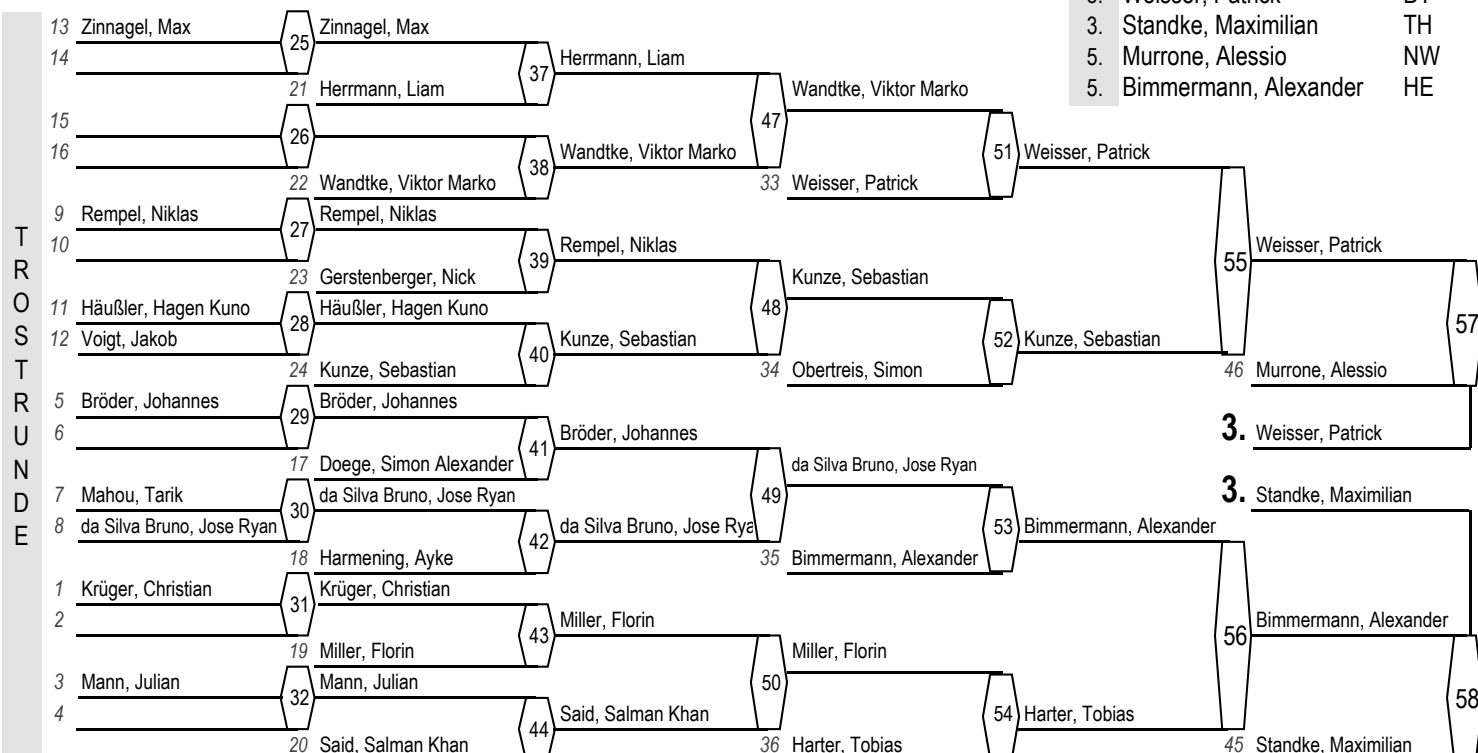 3. Weisser, Patrick BY
3. Standke, Maximilian TH
5. Murrone, Alessio NW
5. Bimmermann, Alexander HE
TROSTRUNDE
13 Zinnagel, Max 25 Zinnagel, Max
14 37 Herrmann, Liam
21 Herrmann, Liam 47 Wandtke, Viktor Marko
15 26
16 38 Wandtke, Viktor Marko 51 Weisser, Patrick
22 Wandtke, Viktor Marko 33 Weisser, Patrick
9 Rempel, Niklas 27 Rempel, Niklas
10 39 Rempel, Niklas 55 Weisser, Patrick
23 Gerstenberger, Nick Kunze, Sebastian
11 Häußler, Hagen Kuno 28 Häußler, Hagen Kuno 48 57
12 Voigt, Jakob 40 Kunze, Sebastian 52 Kunze, Sebastian
24 Kunze, Sebastian 34 Obertreis, Simon 46 Murrone, Alessio
5 Bröder, Johannes 29 Bröder, Johannes
6 41 Bröder, Johannes 3. Weisser, Patrick
17 Doege, Simon Alexander da Silva Bruno, Jose Ryan
7 Mahou, Tarik 30 da Silva Bruno, Jose Ryan 49 3. Standke, Maximilian
8 da Silva Bruno, Jose Ryan 42 da Silva Bruno, Jose Rya 53 Bimmermann, Alexander
18 Harmening, Ayke 35 Bimmermann, Alexander
1 Krüger, Christian 31 Krüger, Christian
2 43 Miller, Florin 56 Bimmermann, Alexander
19 Miller, Florin Miller, Florin
3 Mann, Julian 32 Mann, Julian 50 58
4 44 Said, Salman Khan 54 Harter, Tobias
20 Said, Salman Khan 36 Harter, Tobias 45 Standke, Maximilian